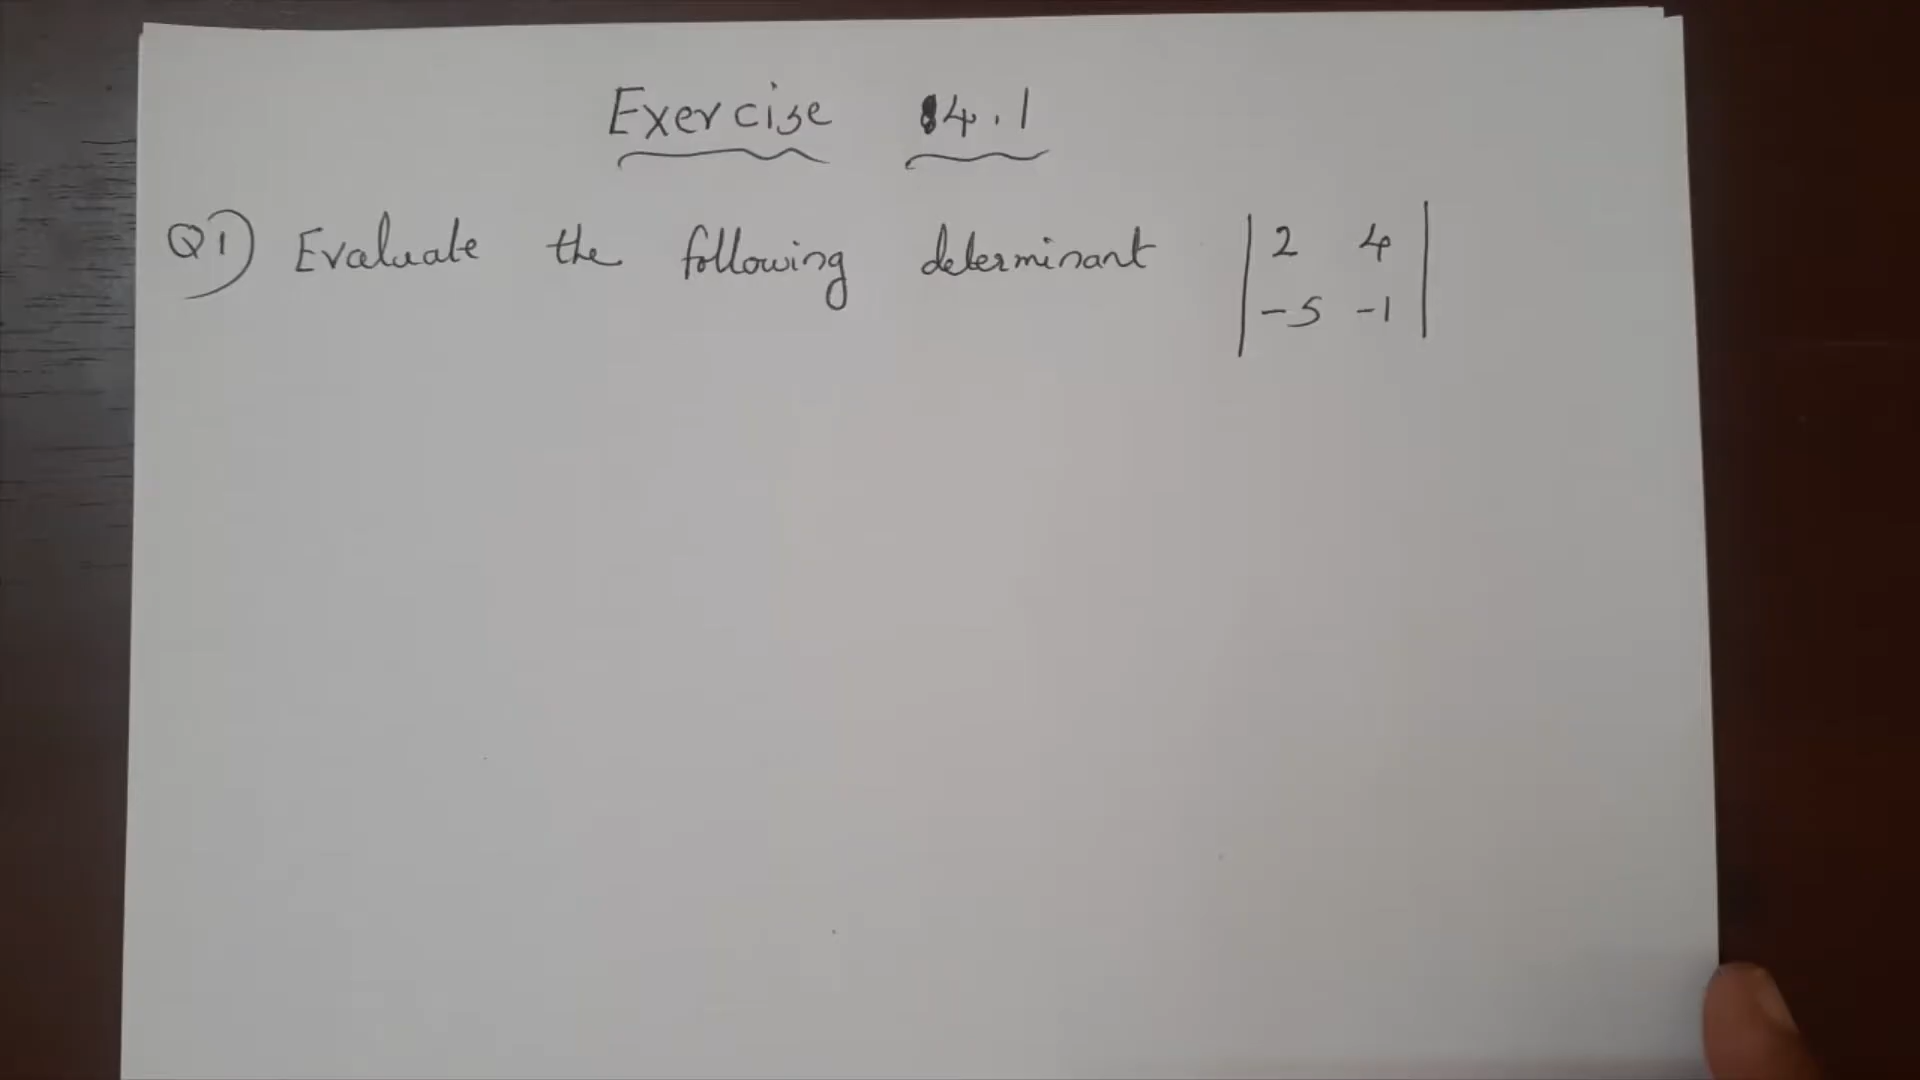 Exercise 4.1
Q1) Evaluate the following determinant | 2 4 |
| -5 -1 |